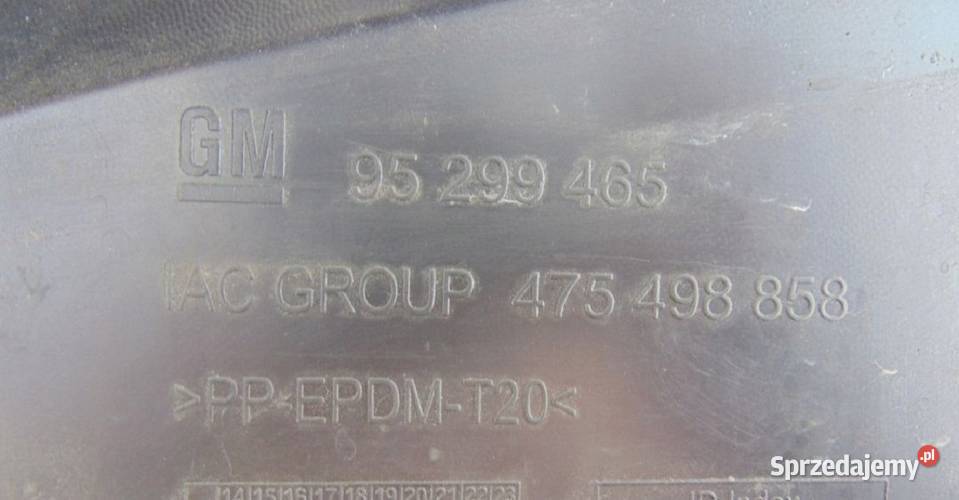 GM 95 299 465
IAC GROUP 475 498 858
>PP-EPDM-T20<
14 15 16 17 18 19 20 21 22 23
Sprzedajemy.pl